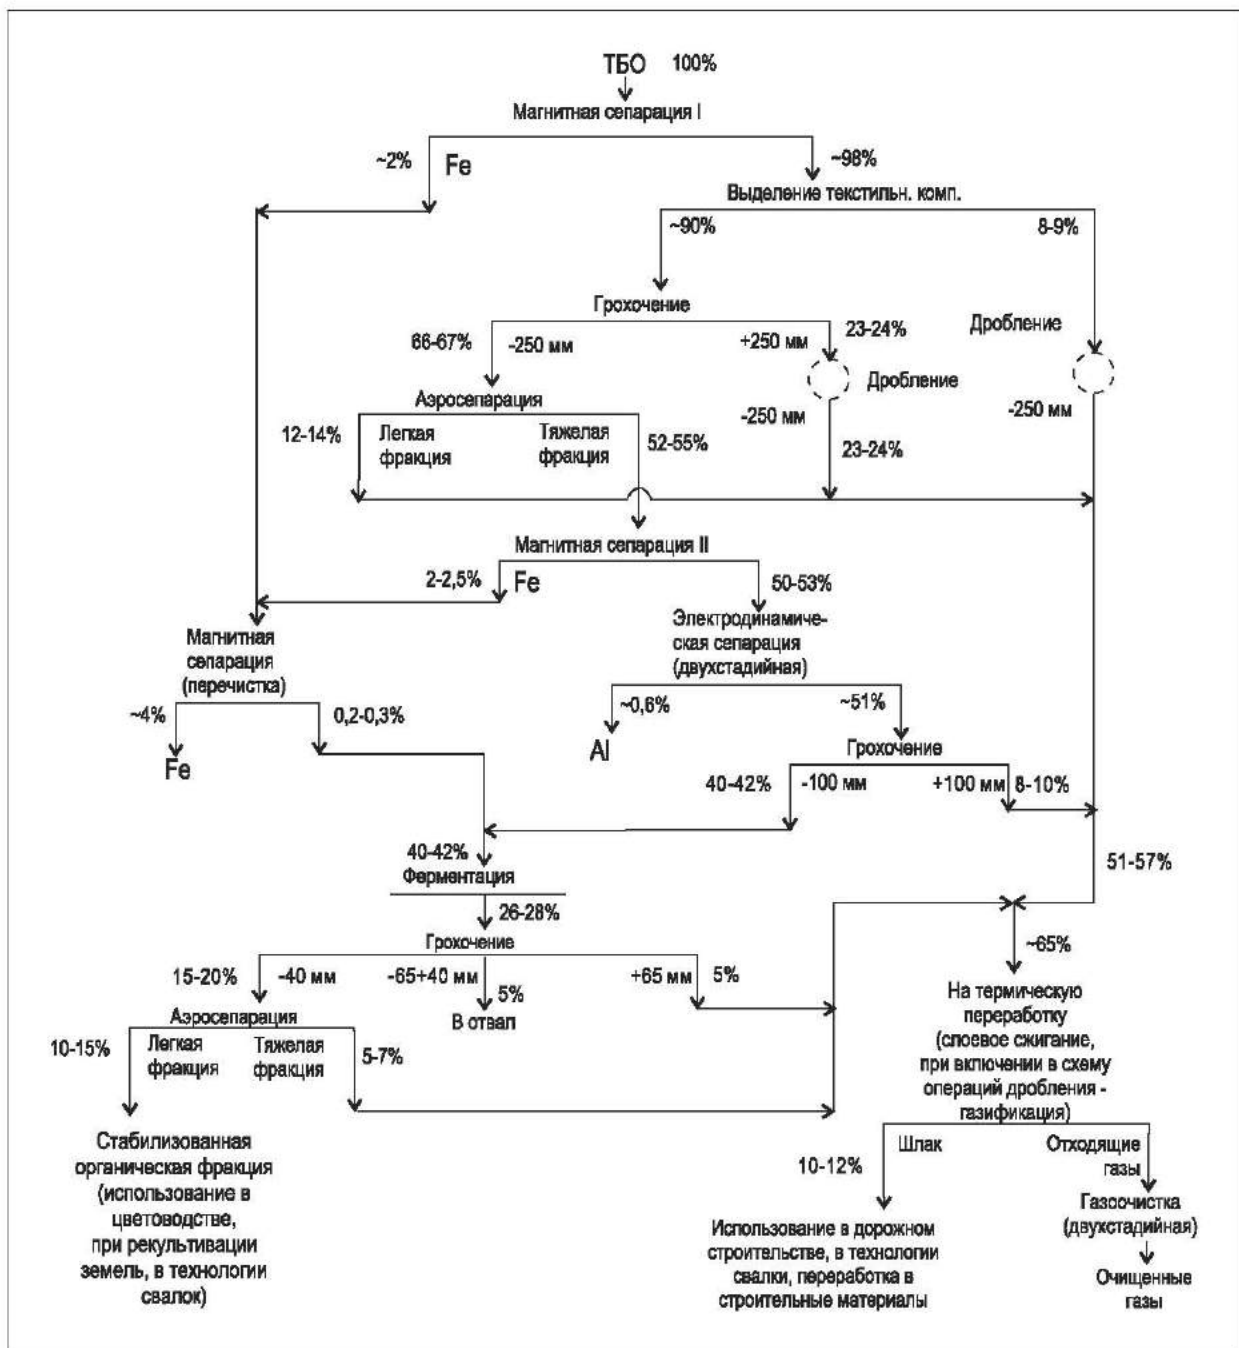 ТБО 100%
Магнитная сепарация I
~2%
Fe
~98%
Выделение текстильн. комп.
~90%
8-9%
Грохочение
66-67%
-250 мм
+250 мм
23-24%
Дробление
Дробление
-250 мм
-250 мм
Аэросепарация
12-14%
Легкая
фракция
Тяжелая
фракция
52-55%
23-24%
Магнитная сепарация II
2-2,5%
Fe
50-53%
Магнитная
сепарация
(перечистка)
Электродинамиче-
ская сепарация
(двухстадийная)
~4%
0,2-0,3%
Fe
~0,6%
~51%
Al
Грохочение
40-42%
-100 мм
+100 мм
8-10%
40-42%
Ферментация
51-57%
26-28%
Грохочение
15-20%
-40 мм
-65+40 мм
+65 мм
5%
5%
В отвал
~65%
Аэросепарация
10-15%
Легкая
фракция
Тяжелая
фракция
5-7%
На термическую
переработку
(слоевое сжигание,
при включении в схему
операций дробления -
газификация)
Стабилизованная
органическая фракция
(использование в
цветоводстве,
при рекультивации
земель, в технологии
свалок)
10-12%
Шлак
Отходящие
газы
Использование в дорожном
строительстве, в технологии
свалки, переработка в
строительные материалы
Газоочистка
(двухстадийная)
Очищенные
газы